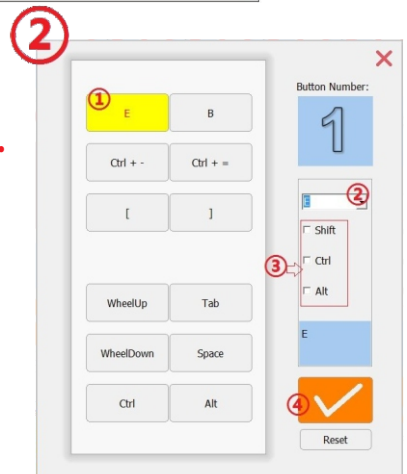 ②
① E B
Ctrl + - Ctrl + =
[ ]
WheelUp Tab
WheelDown Space
Ctrl Alt
Button Number:
1
E ②
Shift
③ Ctrl
Alt
E
④
Reset